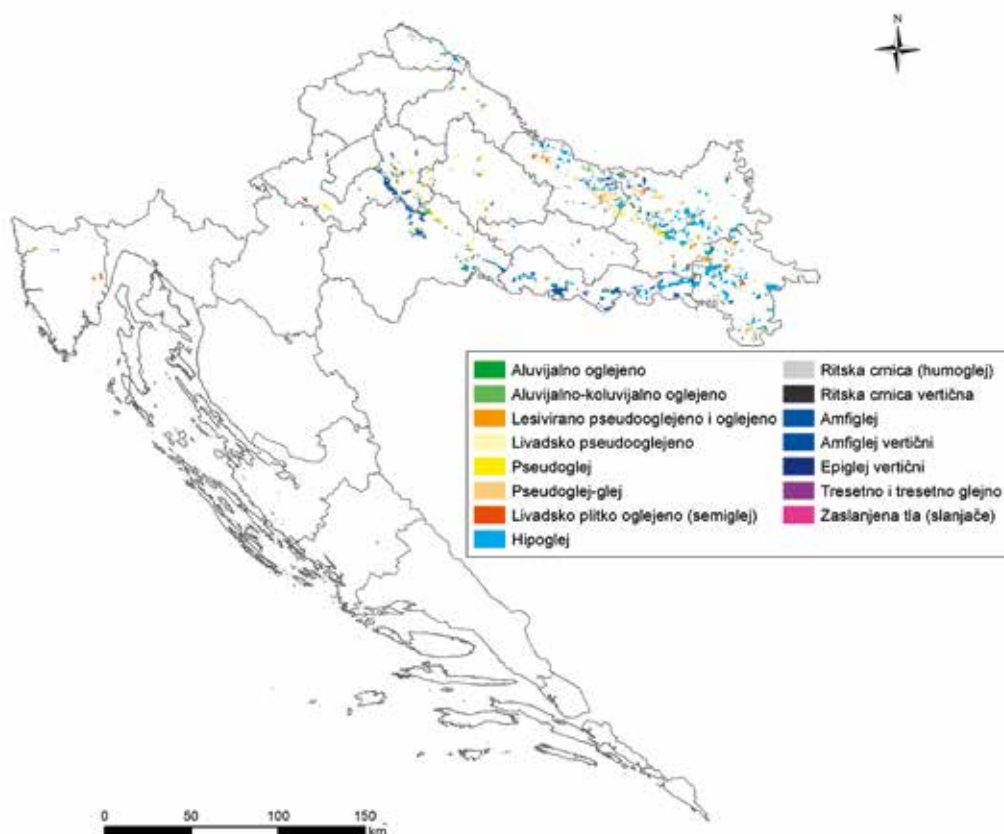 N
Aluvijalno oglejeno
Aluvijalno-koluvijalno oglejeno
Lesivirano pseudooglejeno i oglejeno
Livadsko pseudooglejeno
Pseudoglej
Pseudoglej-glej
Livadsko plitko oglejeno (semiglej)
Hipoglej
Ritska crnica (humoglej)
Ritska crnica vertična
Amfiglej
Amfiglej vertični
Epiglej vertični
Tresetno i tresetno glejno
Zaslanjena tla (slanjače)
0 50 100 150
km